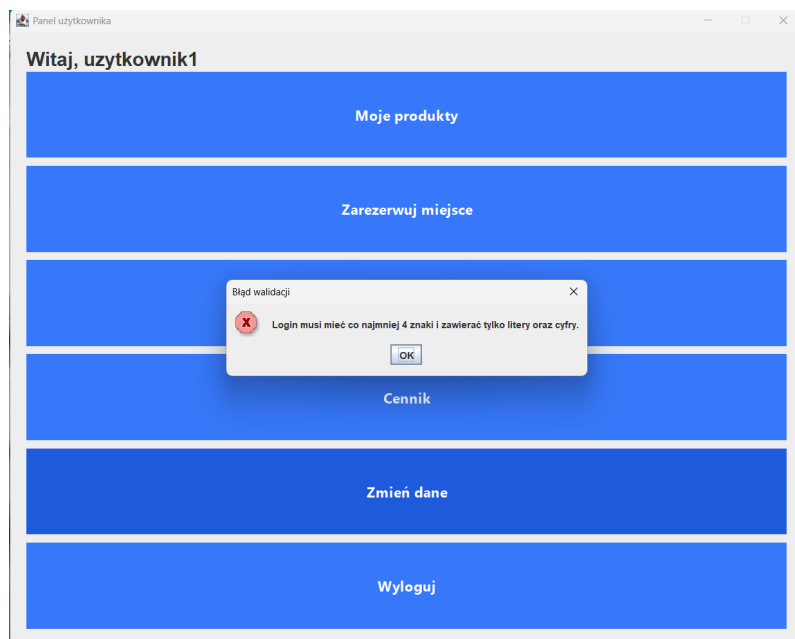 Panel użytkownika
Witaj, uzytkownik1
Moje produkty
Zarezerwuj miejsce
Błąd walidacji
Login musi mieć co najmniej 4 znaki i zawierać tylko litery oraz cyfry.
OK
Cennik
Zmień dane
Wyloguj